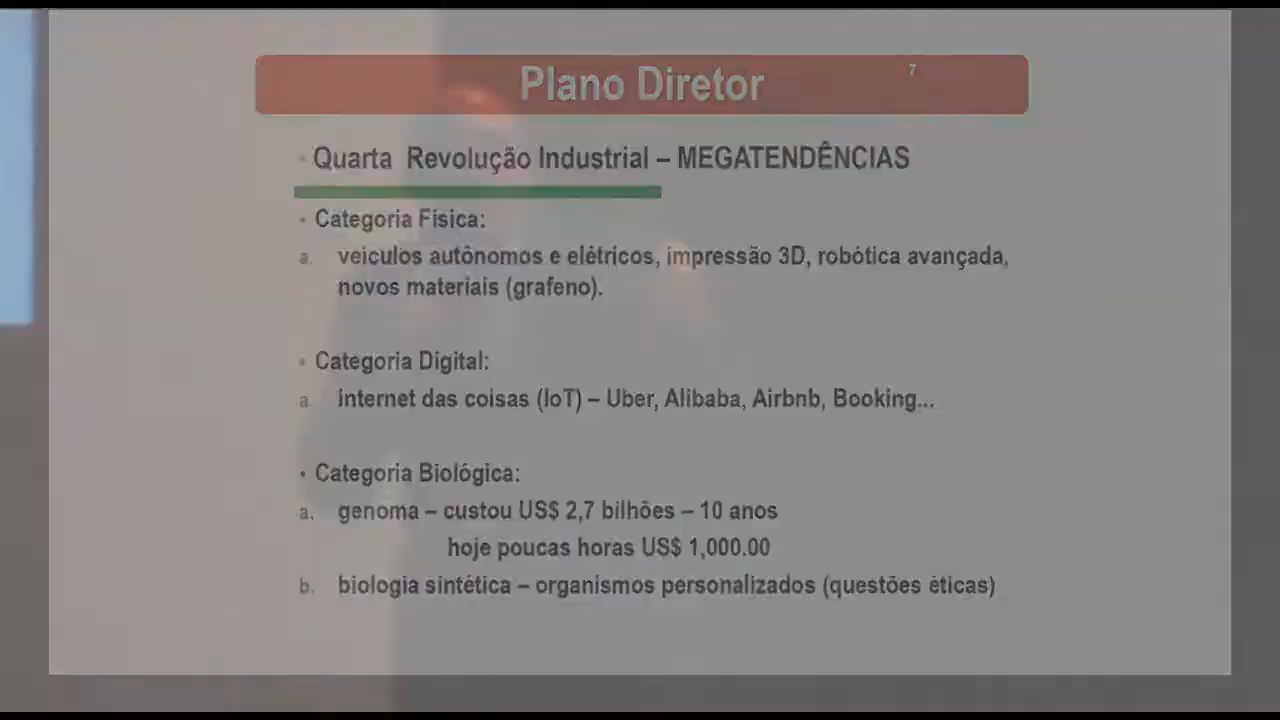 Plano Diretor
7
• Quarta Revolução Industrial – MEGATENDÊNCIAS
• Categoria Física:
a. veiculos autônomos e elétricos, impressão 3D, robótica avançada,
novos materiais (grafeno).
• Categoria Digital:
a. internet das coisas (IoT) – Uber, Alibaba, Airbnb, Booking...
• Categoria Biológica:
a. genoma – custou US$ 2,7 bilhões – 10 anos
hoje poucas horas US$ 1,000.00
b. biologia sintética – organismos personalizados (questões éticas)